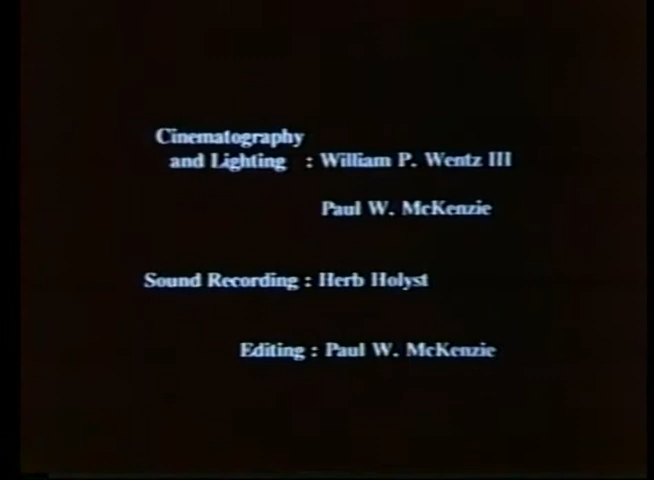 Cinematography
and Lighting : William P. Wentz III
Paul W. McKenzie
Sound Recording : Herb Holyst
Editing : Paul W. McKenzie